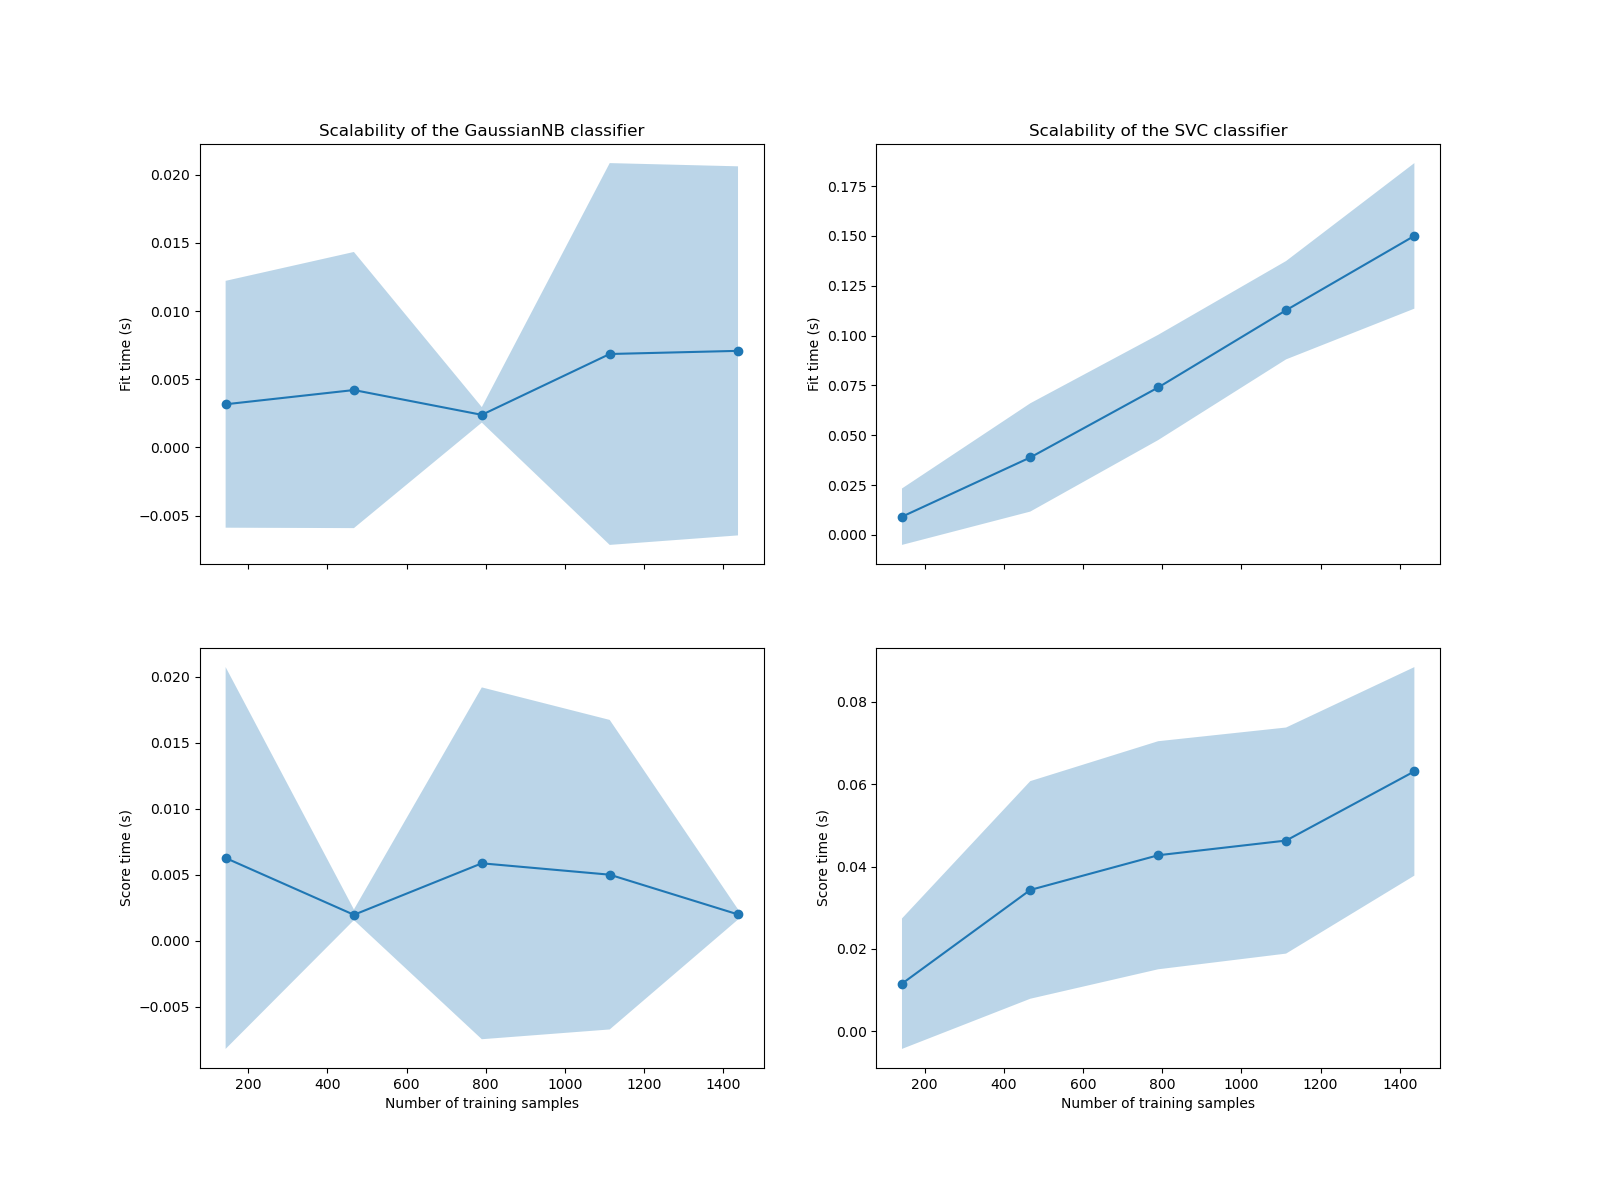 Scalability of the GaussianNB classifier
Fit time (s)
0.020
0.015
0.010
0.005
0.000
−0.005
Scalability of the SVC classifier
Fit time (s)
0.175
0.150
0.125
0.100
0.075
0.050
0.025
0.000
Score time (s)
0.020
0.015
0.010
0.005
0.000
−0.005
200 400 600 800 1000 1200 1400
Number of training samples
Score time (s)
0.08
0.06
0.04
0.02
0.00
200 400 600 800 1000 1200 1400
Number of training samples